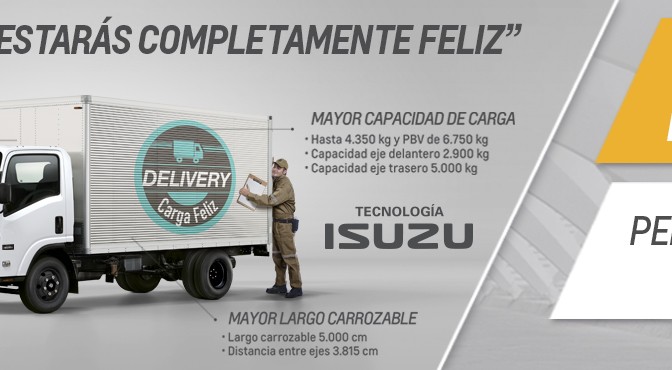 ESTARÁS COMPLETAMENTE FELIZ”
MAYOR CAPACIDAD DE CARGA
• Hasta 4.350 kg y PBV de 6.750 kg
• Capacidad eje delantero 2.900 kg
• Capacidad eje trasero 5.000 kg
DELIVERY
Carga Feliz
TECNOLOGÍA
ISUZU
MAYOR LARGO CARROZABLE
• Largo carrozable 5.000 cm
• Distancia entre ejes 3.815 cm